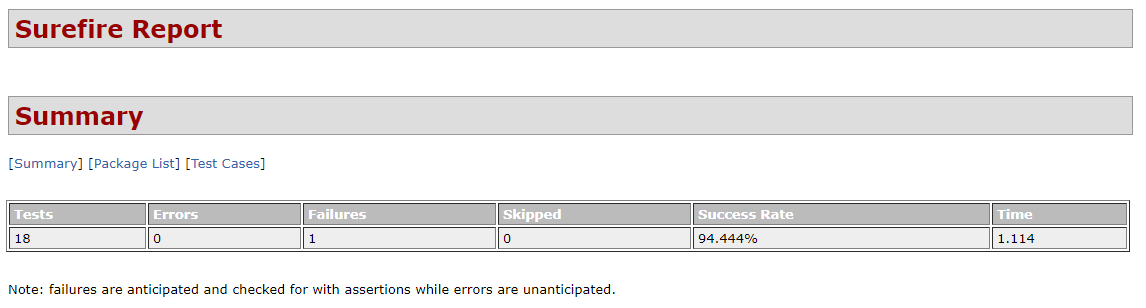 Surefire Report
Summary
[Summary] [Package List] [Test Cases]
Tests Errors Failures Skipped Success Rate Time
18 0 1 0 94.444% 1.114
Note: failures are anticipated and checked for with assertions while errors are unanticipated.